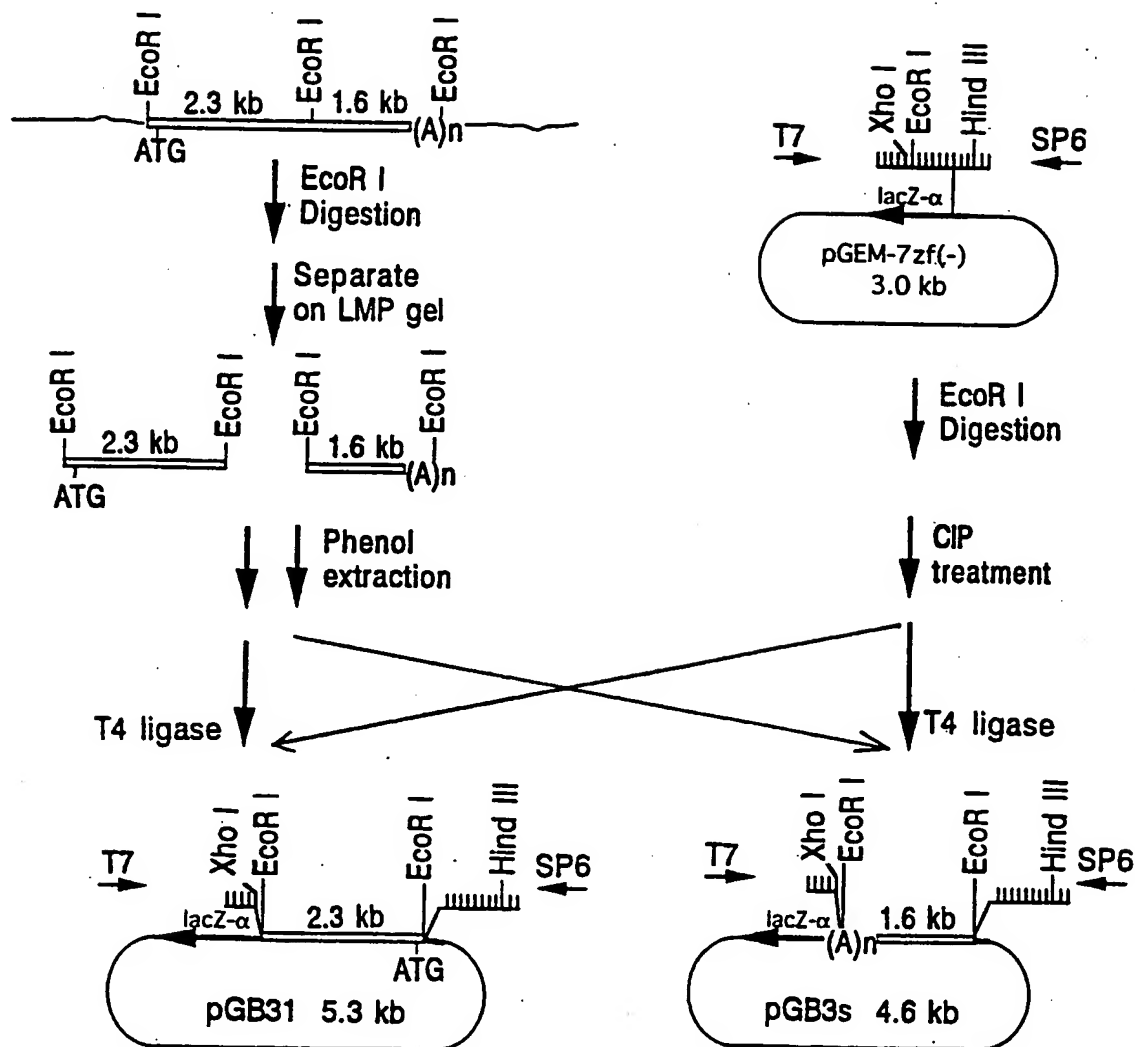 EcoR I
EcoR I
EcoR I
2.3 kb
1.6 kb
ATG
(A)n
EcoR I
Digestion
Separate
on LMP gel
EcoR I
EcoR I
EcoR I
EcoR I
2.3 kb
1.6 kb
ATG
(A)n
Phenol
extraction
T4 ligase
Xho I
EcoR I
Hind III
T7
SP6
lacZ-α
pGEM-7zf(-)
3.0 kb
EcoR I
Digestion
CIP
treatment
T4 ligase
Xho I
EcoR I
EcoR I
Hind III
T7
SP6
lacZ-α
2.3 kb
ATG
pGB31 5.3 kb
Xho I
EcoR I
EcoR I
Hind III
T7
SP6
lacZ-α
(A)n
1.6 kb
pGB3s 4.6 kb